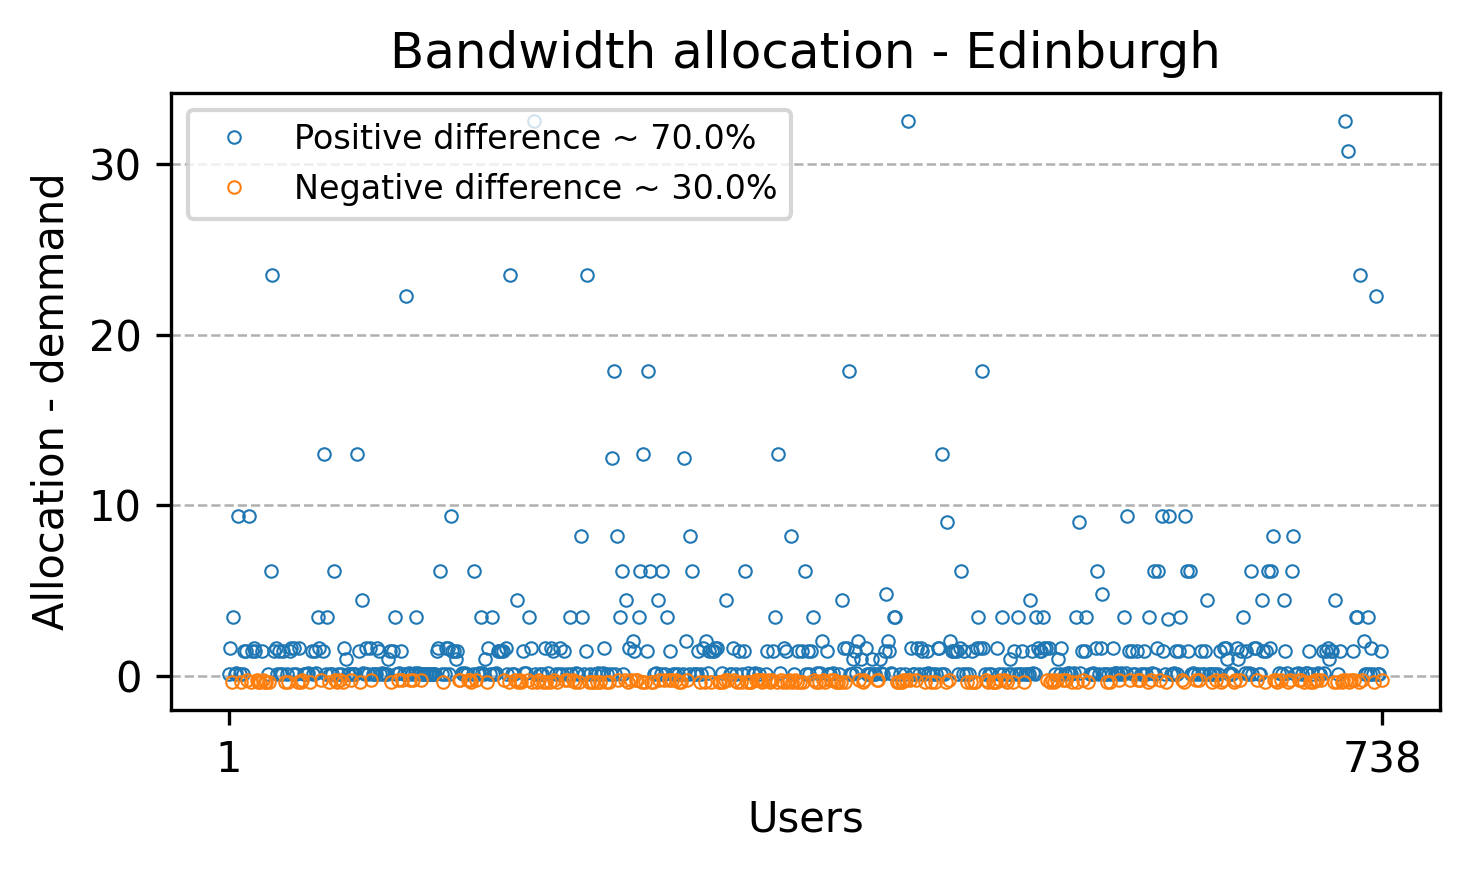 Bandwidth allocation - Edinburgh
Positive difference ~ 70.0%
Negative difference ~ 30.0%
Allocation - demmand
30
20
10
0
1
738
Users